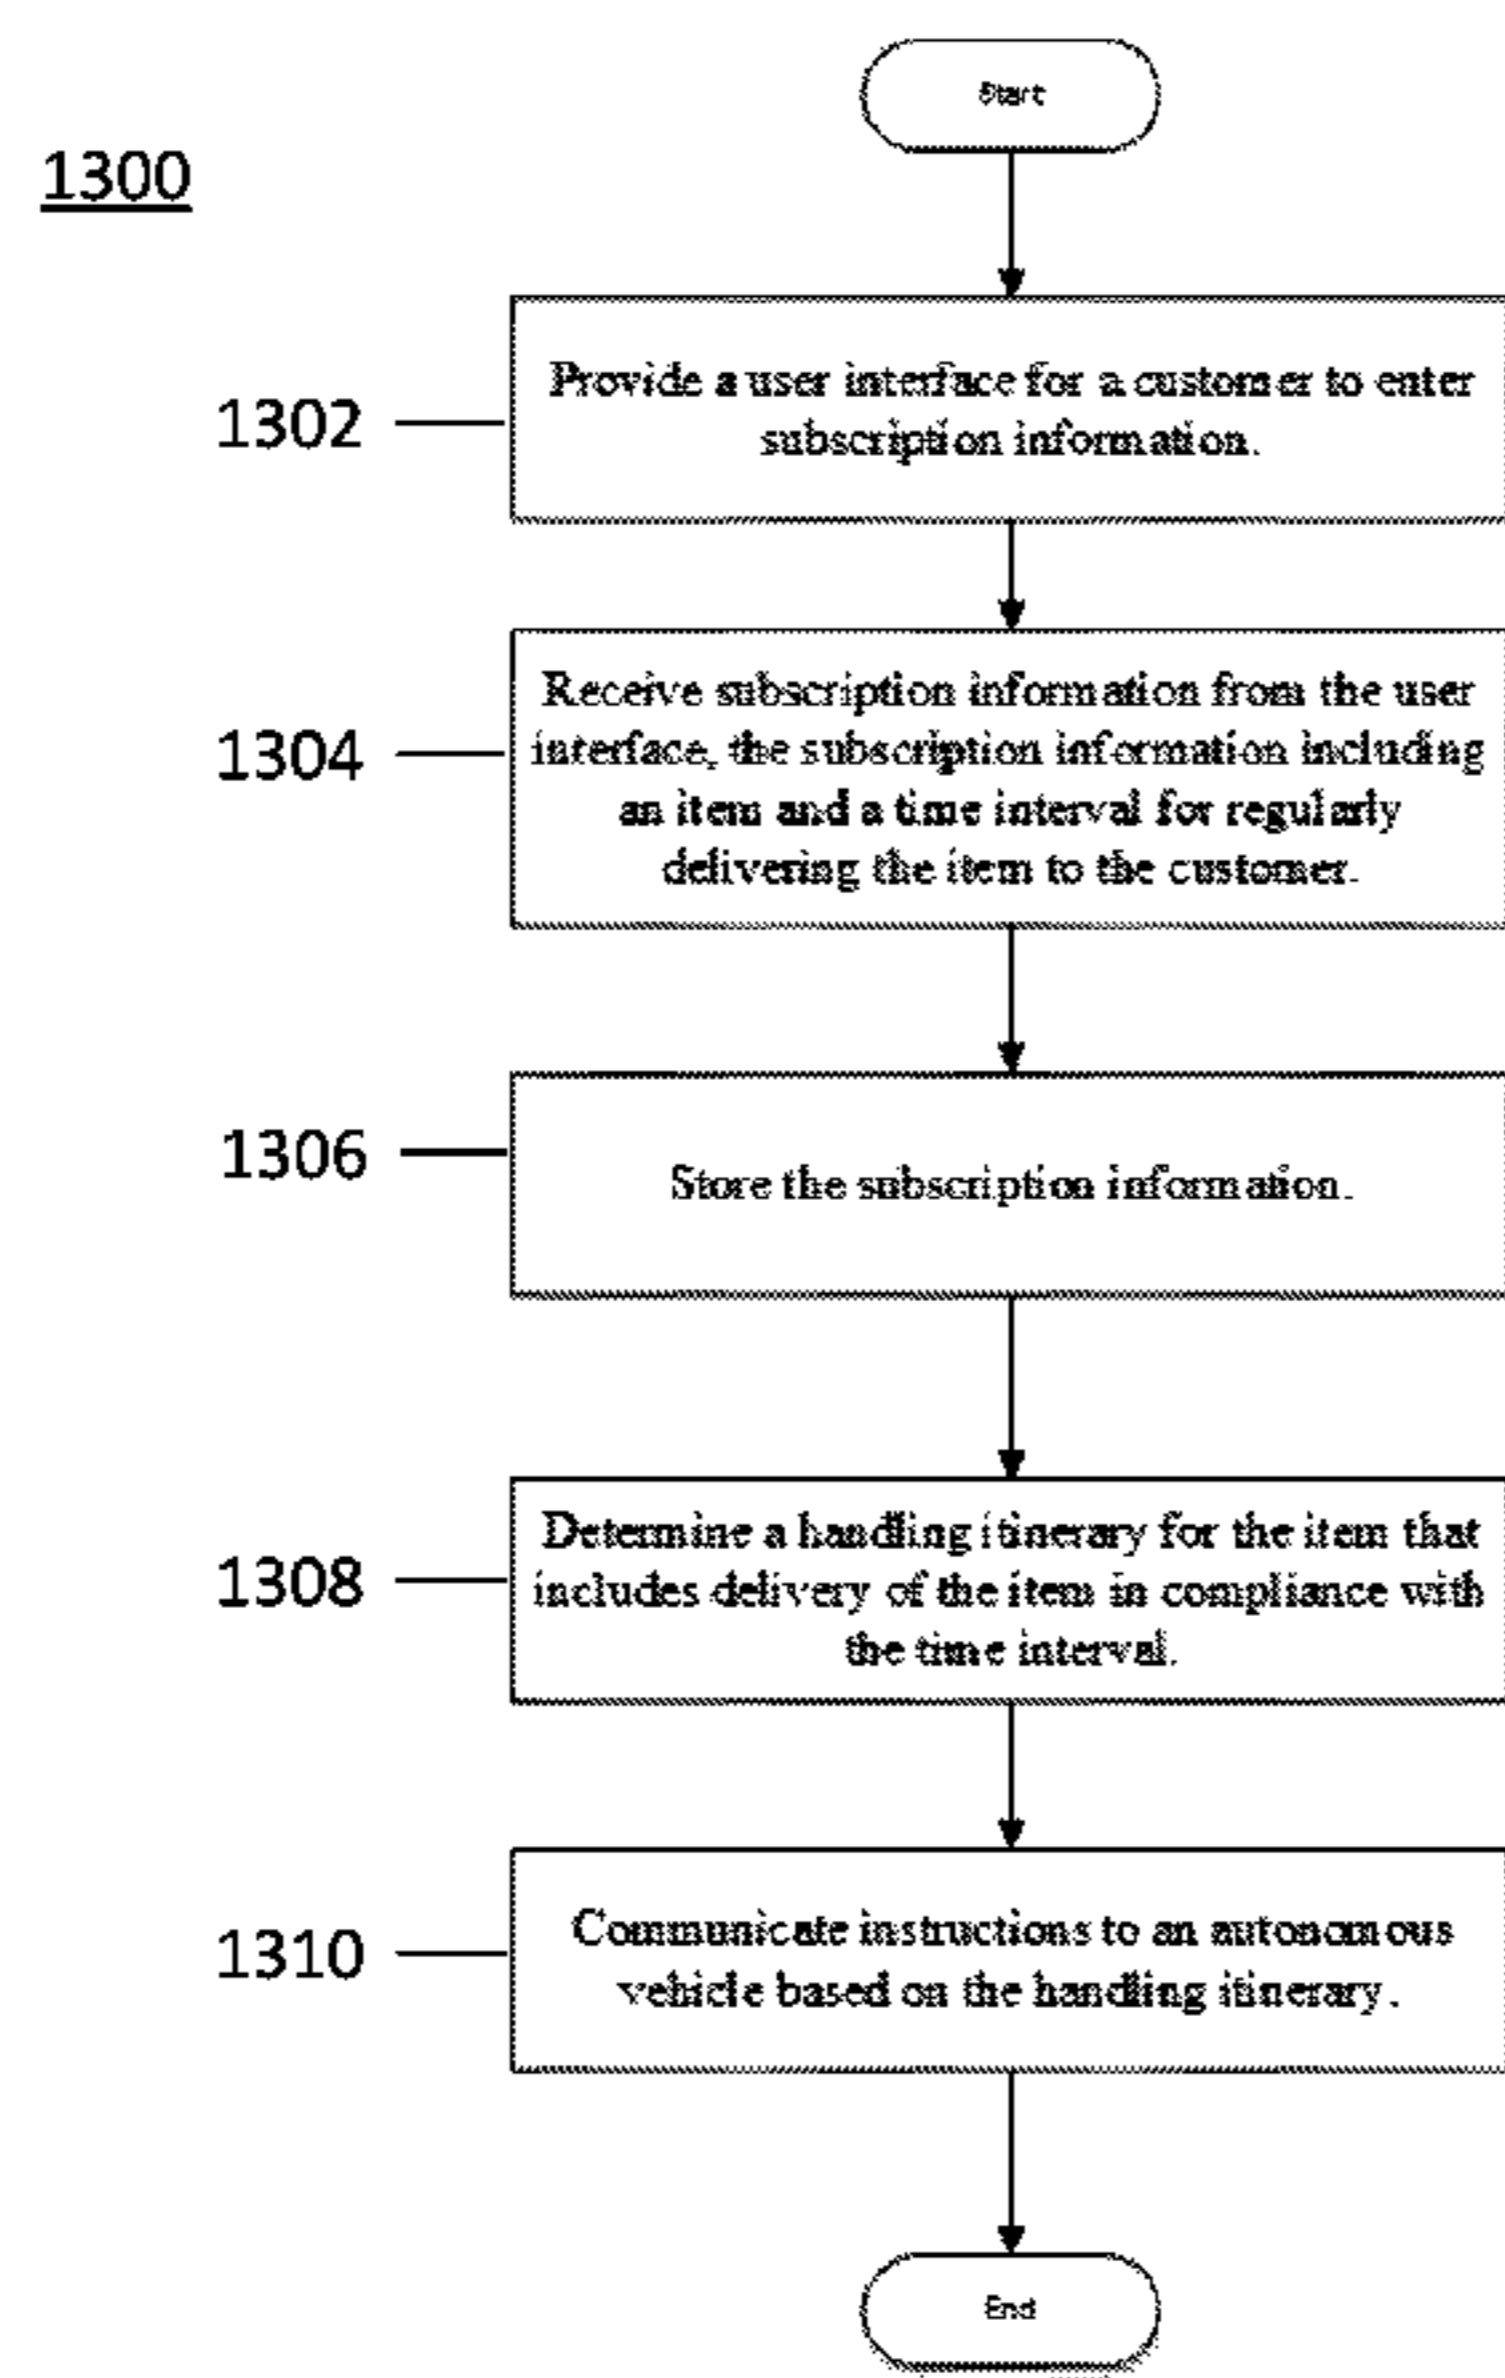 Start
1300
1302
Provide a user interface for a customer to enter
subscription information.
1304
Receive subscription information from the user
interface, the subscription information including
an item and a time interval for regularly
delivering the item to the customer.
1306
Store the subscription information.
1308
Determine a handling itinerary for the item that
includes delivery of the item in compliance with
the time interval.
1310
Communicate instructions to an autonomous
vehicle based on the handling itinerary.
End